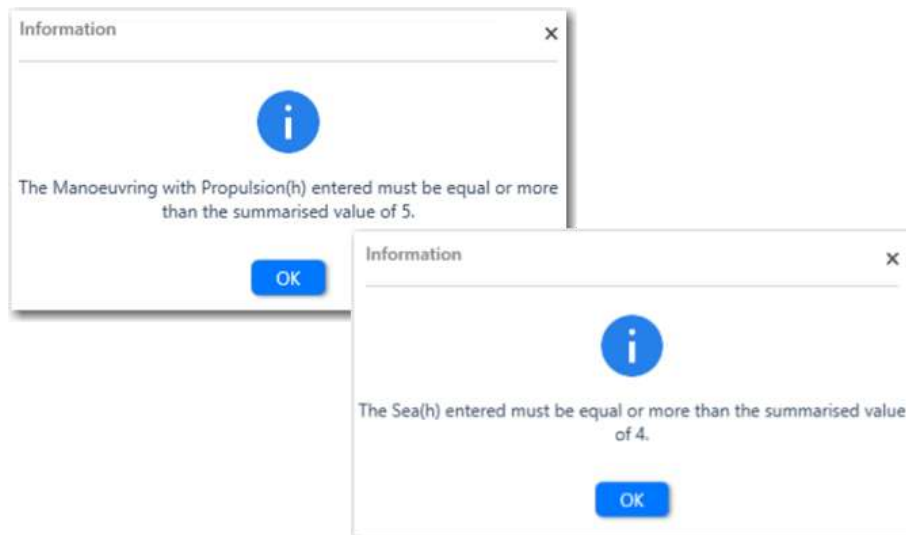 Information
The Manoeuvring with Propulsion(h) entered must be equal or more
than the summarised value of 5.
OK
Information
The Sea(h) entered must be equal or more than the summarised value
of 4.
OK